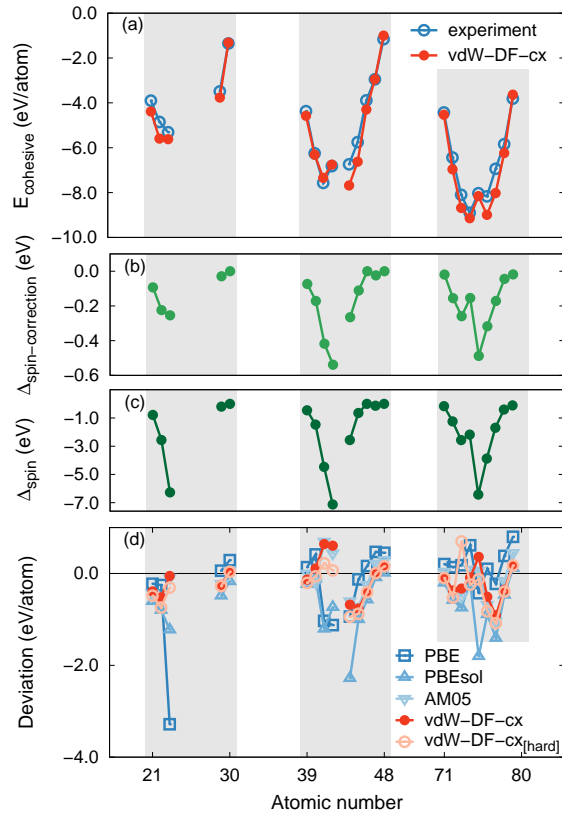 (a)
experiment
vdW−DF−cx
E_cohesive (eV/atom)
0.0
−2.0
−4.0
−6.0
−8.0
−10.0
(b)
Δ_spin−correction (eV)
0.0
−0.2
−0.4
−0.6
(c)
Δ_spin (eV)
−1.0
−3.0
−5.0
−7.0
(d)
Deviation (eV/atom)
0.0
−2.0
−4.0
PBE
PBEsol
AM05
vdW−DF−cx
vdW−DF−cx[hard]
21 30 39 48 71 80
Atomic number